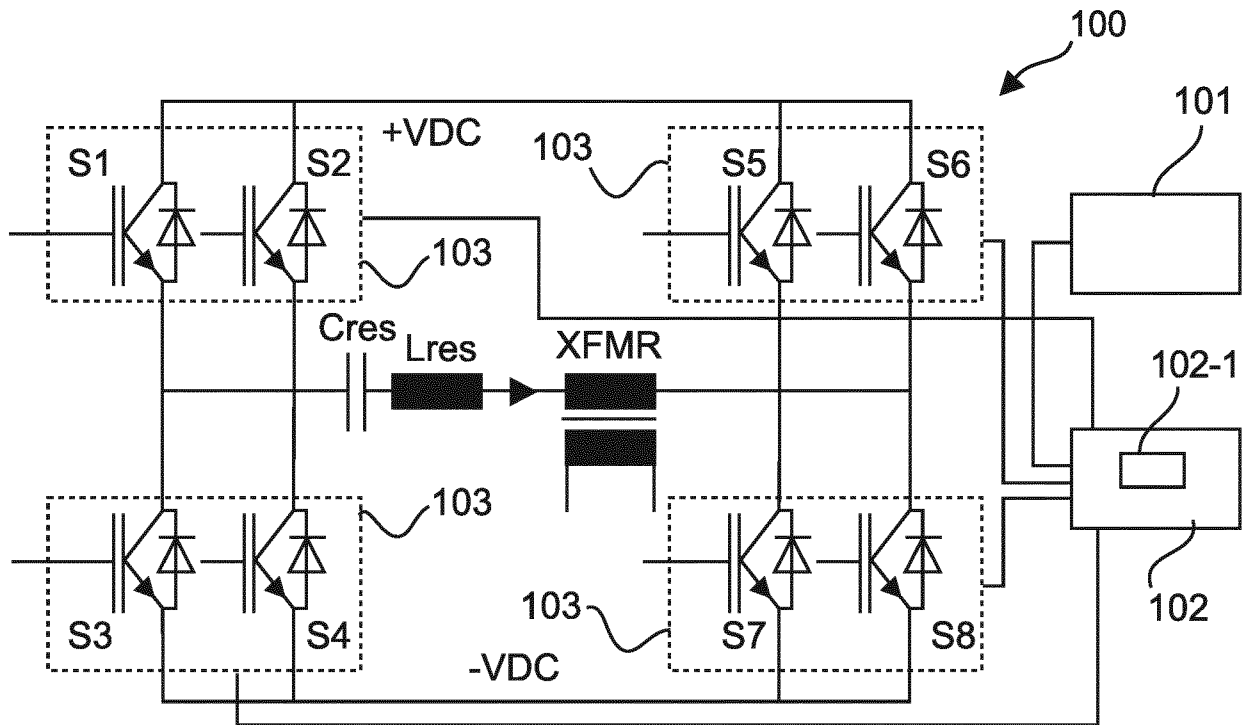 100
101
+VDC
103
S1
S2
S5
S6
103
Cres
Lres
XFMR
102-1
103
103
102
S3
S4
S7
S8
-VDC